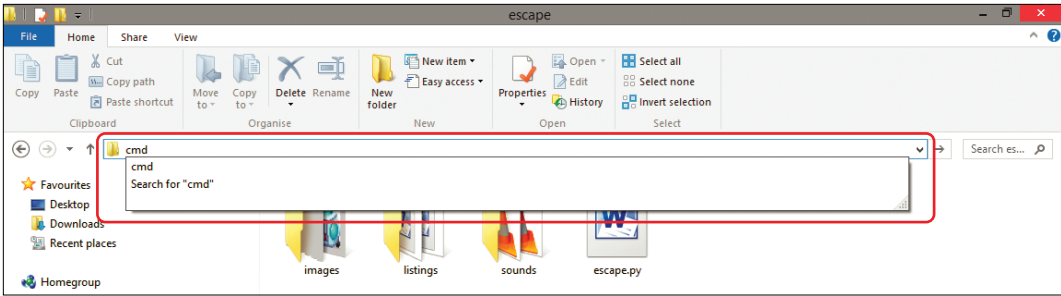 escape
File Home Share View
Copy
Paste
Cut
Copy path
Paste shortcut
Clipboard
Move to
Copy to
Delete
Rename
Organise
New folder
New item
Easy access
New
Properties
Open
Edit
History
Open
Select all
Select none
Invert selection
Select
cmd
Search es...
cmd
Search for "cmd"
Favourites
Desktop
Downloads
Recent places
Homegroup
images
listings
sounds
escape.py